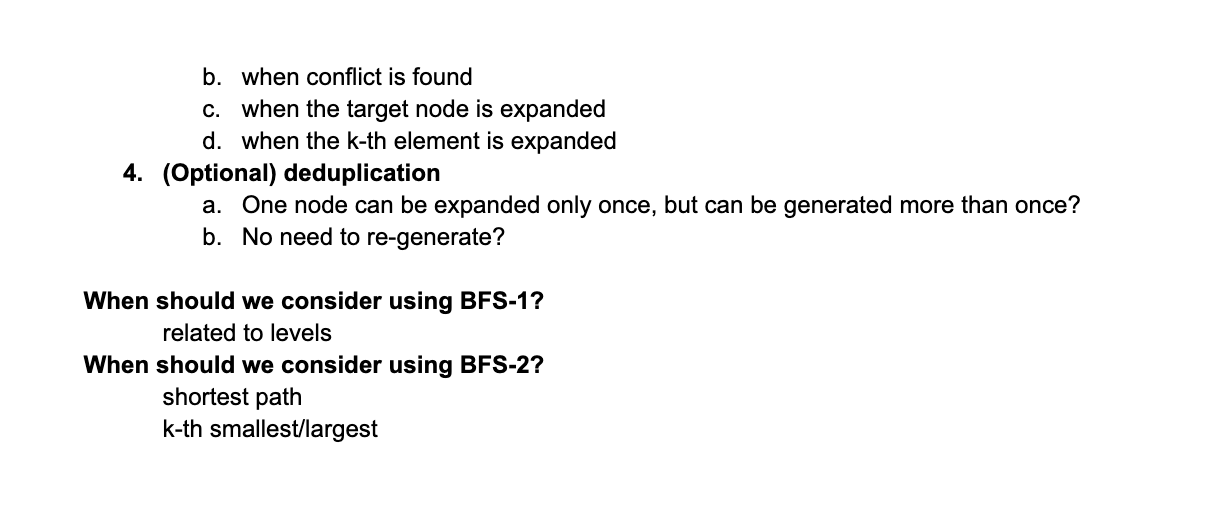 b. when conflict is found
c. when the target node is expanded
d. when the k-th element is expanded
4. (Optional) deduplication
a. One node can be expanded only once, but can be generated more than once?
b. No need to re-generate?
When should we consider using BFS-1?
related to levels
When should we consider using BFS-2?
shortest path
k-th smallest/largest